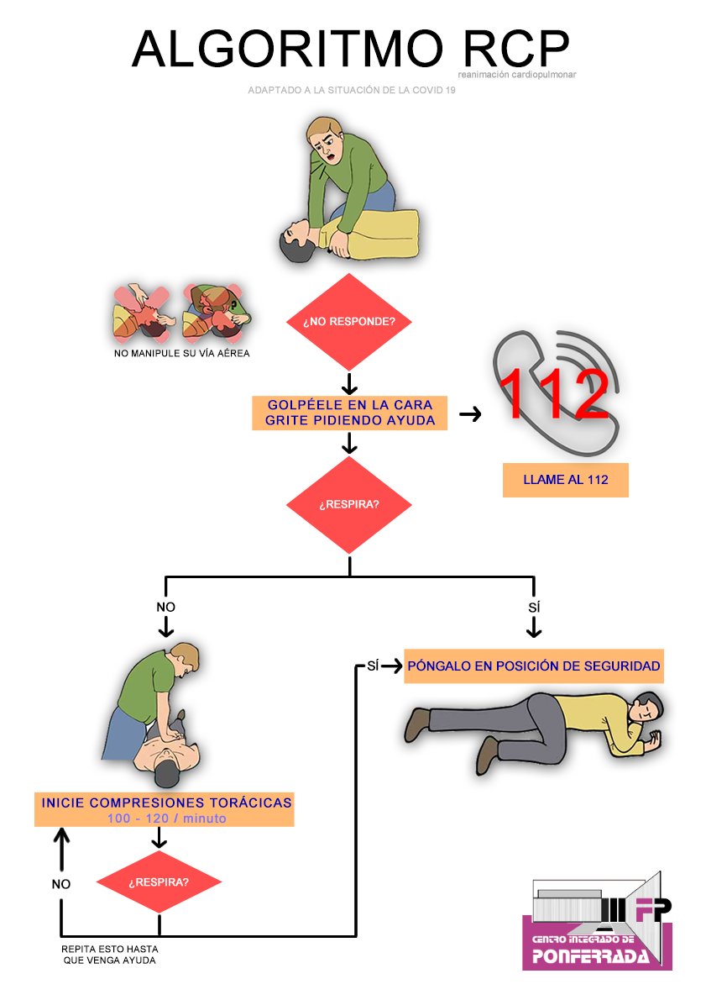 ALGORITMO RCP
reanimación cardiopulmonar
ADAPTADO A LA SITUACIÓN DE LA COVID 19
¿NO RESPONDE?
NO MANIPULE SU VÍA AÉREA
GOLPÉELE EN LA CARA
GRITE PIDIENDO AYUDA
112
LLAME AL 112
¿RESPIRA?
NO
SÍ
SÍ
PÓNGALO EN POSICIÓN DE SEGURIDAD
INICIE COMPRESIONES TORÁCICAS
100 - 120 / minuto
¿RESPIRA?
NO
REPITA ESTO HASTA
QUE VENGA AYUDA
FP
CENTRO INTEGRADO DE
PONFERRADA